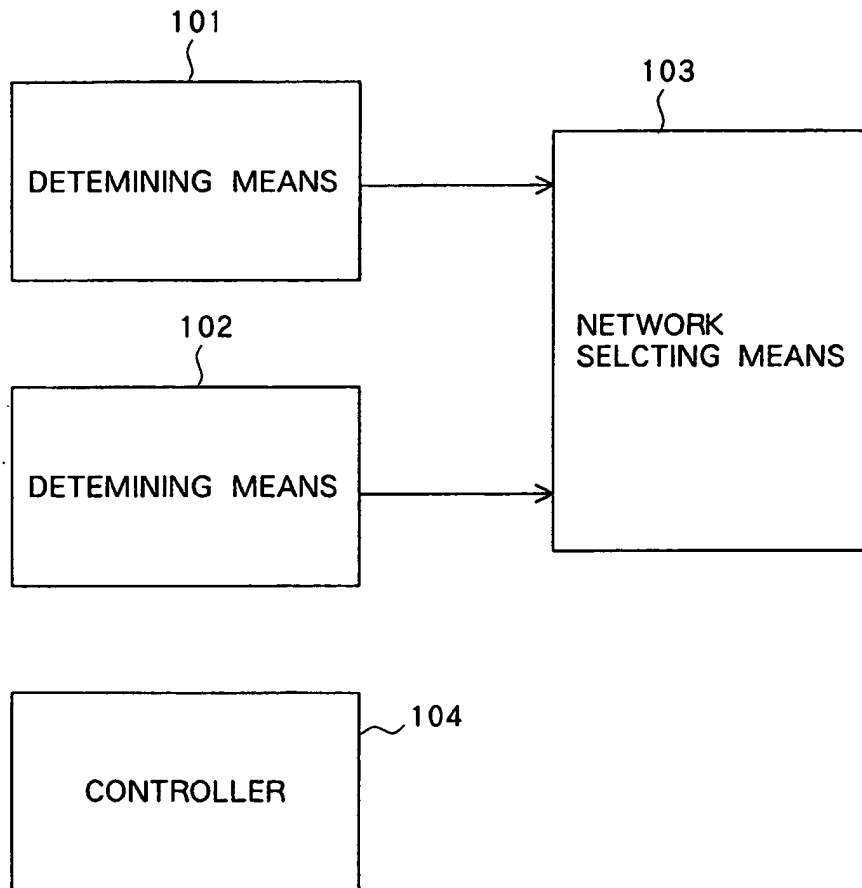 101
DETEMINING MEANS
103
NETWORK
SELCTING MEANS
102
DETEMINING MEANS
104
CONTROLLER